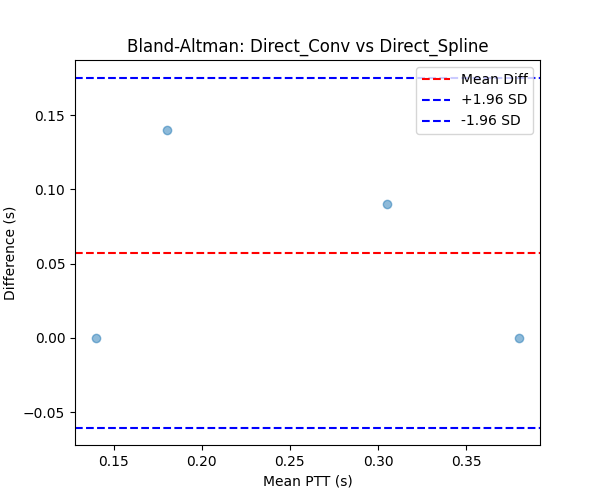 Bland-Altman: Direct_Conv vs Direct_Spline
Mean Diff
+1.96 SD
-1.96 SD
Difference (s)
0.15
0.10
0.05
0.00
−0.05
0.15 0.20 0.25 0.30 0.35
Mean PTT (s)